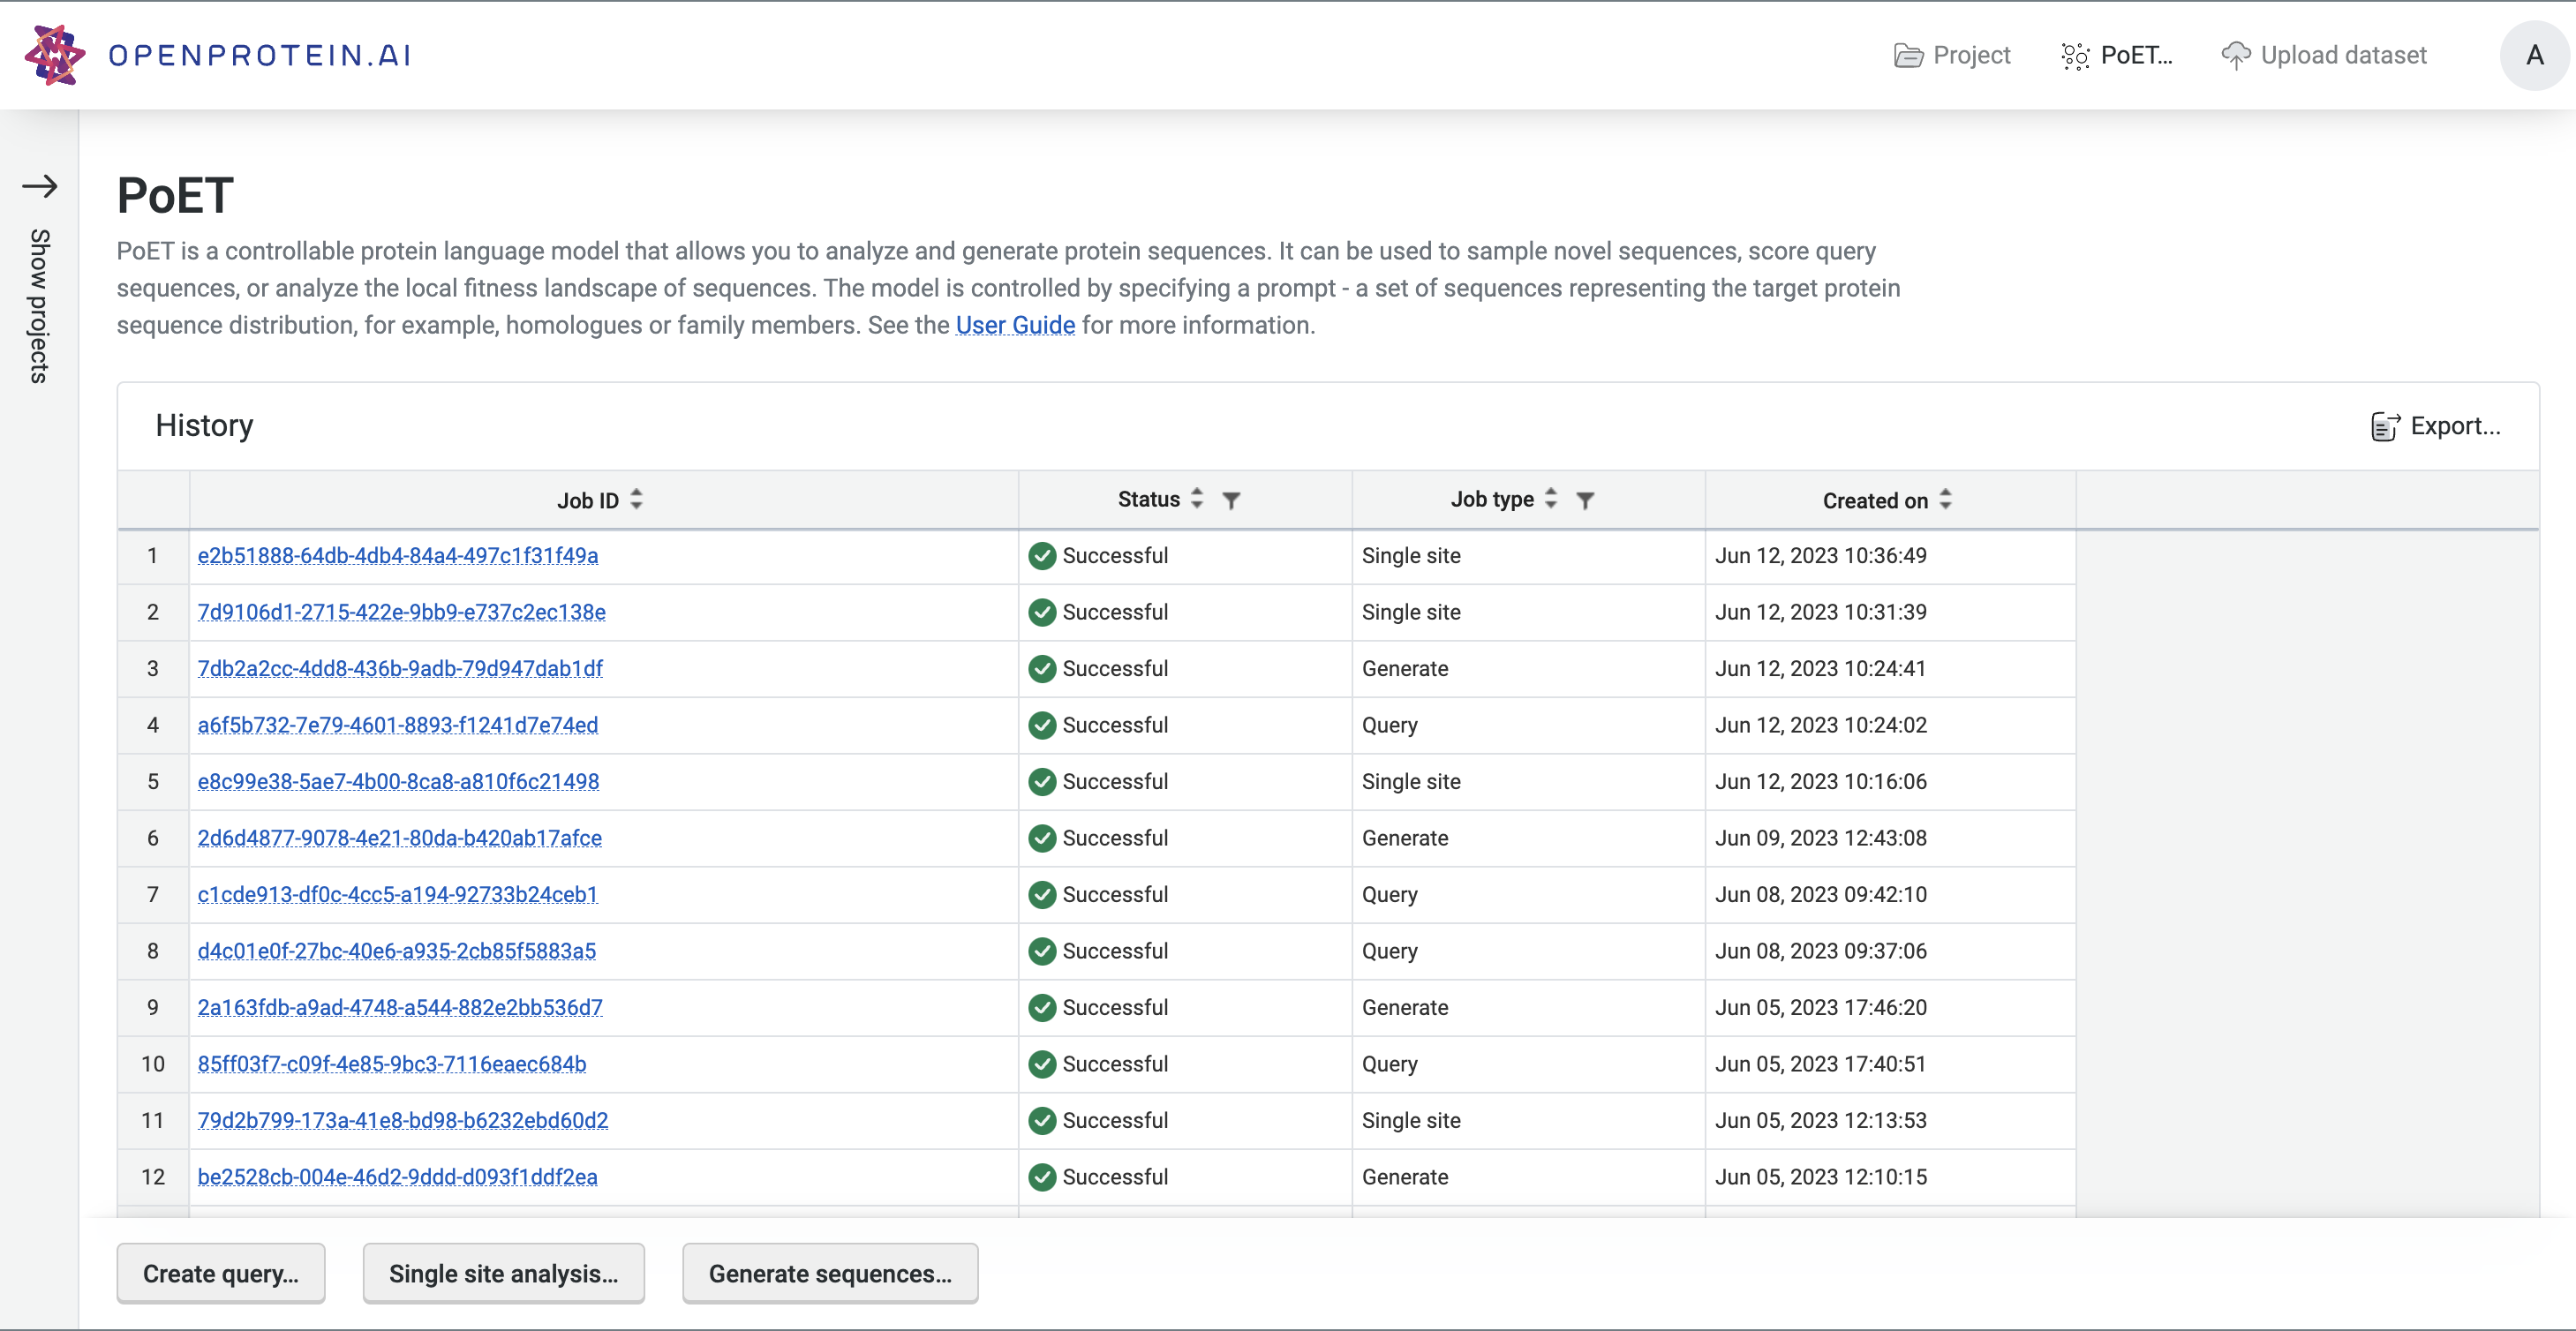 OPENPROTEIN.AI
Project
PoET...
Upload dataset
A
Show projects
PoET
PoET is a controllable protein language model that allows you to analyze and generate protein sequences. It can be used to sample novel sequences, score query
sequences, or analyze the local fitness landscape of sequences. The model is controlled by specifying a prompt - a set of sequences representing the target protein
sequence distribution, for example, homologues or family members. See the User Guide for more information.
History
Export...
Job ID Status Job type Created on
1 e2b51888-64db-4db4-84a4-497c1f31f49a Successful Single site Jun 12, 2023 10:36:49
2 7d9106d1-2715-422e-9bb9-e737c2ec138e Successful Single site Jun 12, 2023 10:31:39
3 7db2a2cc-4dd8-436b-9adb-79d947dab1df Successful Generate Jun 12, 2023 10:24:41
4 a6f5b732-7e79-4601-8893-f1241d7e74ed Successful Query Jun 12, 2023 10:24:02
5 e8c99e38-5ae7-4b00-8ca8-a810f6c21498 Successful Single site Jun 12, 2023 10:16:06
6 2d6d4877-9078-4e21-80da-b420ab17afce Successful Generate Jun 09, 2023 12:43:08
7 c1cde913-df0c-4cc5-a194-92733b24ceb1 Successful Query Jun 08, 2023 09:42:10
8 d4c01e0f-27bc-40e6-a935-2cb85f5883a5 Successful Query Jun 08, 2023 09:37:06
9 2a163fdb-a9ad-4748-a544-882e2bb536d7 Successful Generate Jun 05, 2023 17:46:20
10 85ff03f7-c09f-4e85-9bc3-7116eaec684b Successful Query Jun 05, 2023 17:40:51
11 79d2b799-173a-41e8-bd98-b6232ebd60d2 Successful Single site Jun 05, 2023 12:13:53
12 be2528cb-004e-46d2-9ddd-d093f1ddf2ea Successful Generate Jun 05, 2023 12:10:15
Create query...
Single site analysis...
Generate sequences...